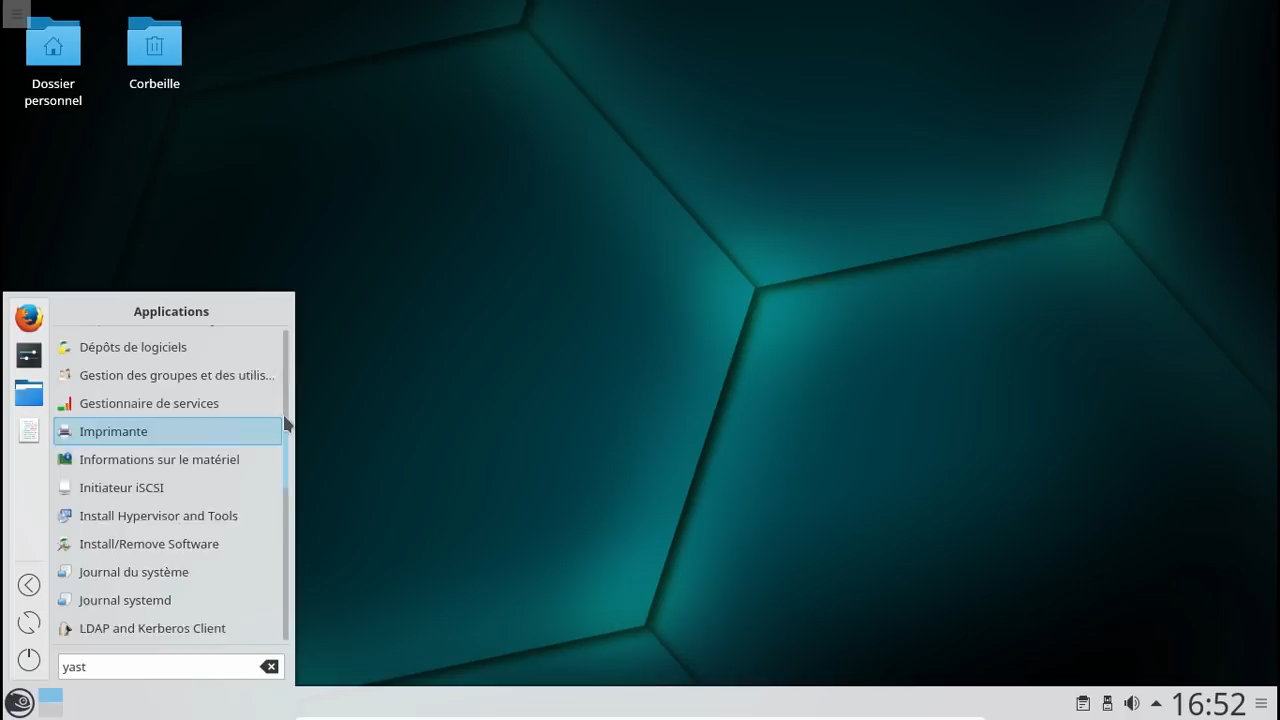 Dossier
personnel
Corbeille
Applications
Dépôts de logiciels
Gestion des groupes et des utilis...
Gestionnaire de services
Imprimante
Informations sur le matériel
Initiateur iSCSI
Install Hypervisor and Tools
Install/Remove Software
Journal du système
Journal systemd
LDAP and Kerberos Client
yast
16:52